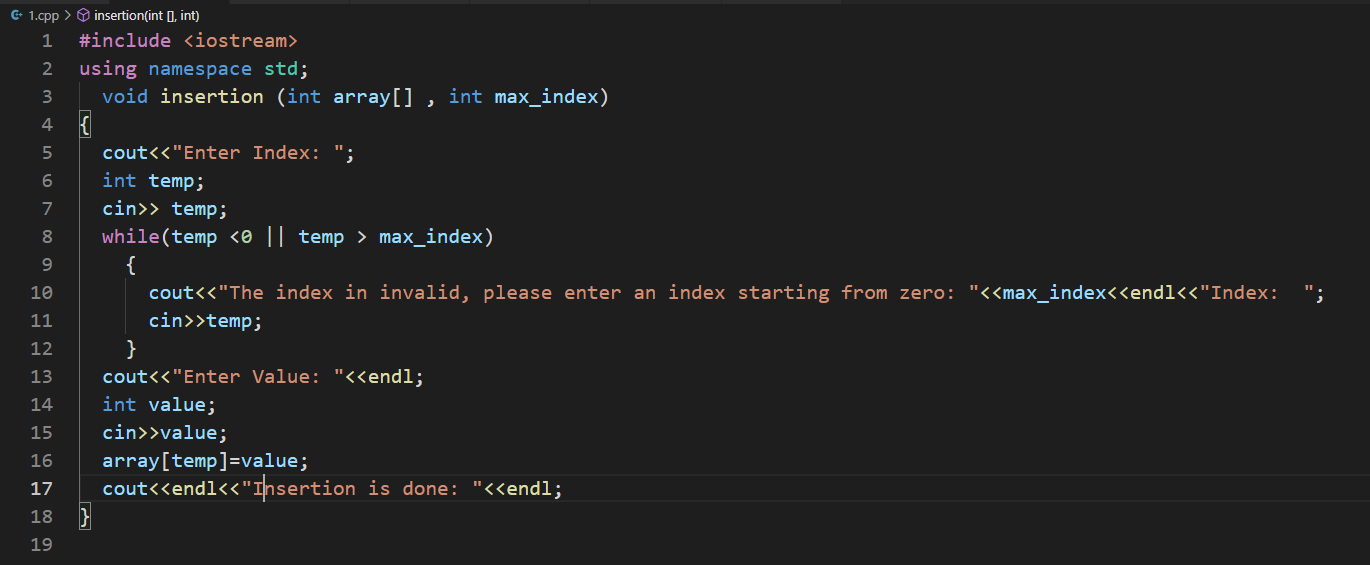 1.cpp > insertion(int [], int)
1 #include <iostream>
2 using namespace std;
3   void insertion (int array[] , int max_index)
4 {
5   cout<<"Enter Index: ";
6   int temp;
7   cin>> temp;
8   while(temp <0 || temp > max_index)
9     {
10       cout<<"The index in invalid, please enter an index starting from zero: "<<max_index<<endl<<"Index:  ";
11       cin>>temp;
12     }
13   cout<<"Enter Value: "<<endl;
14   int value;
15   cin>>value;
16   array[temp]=value;
17   cout<<endl<<"Insertion is done: "<<endl;
18 }
19